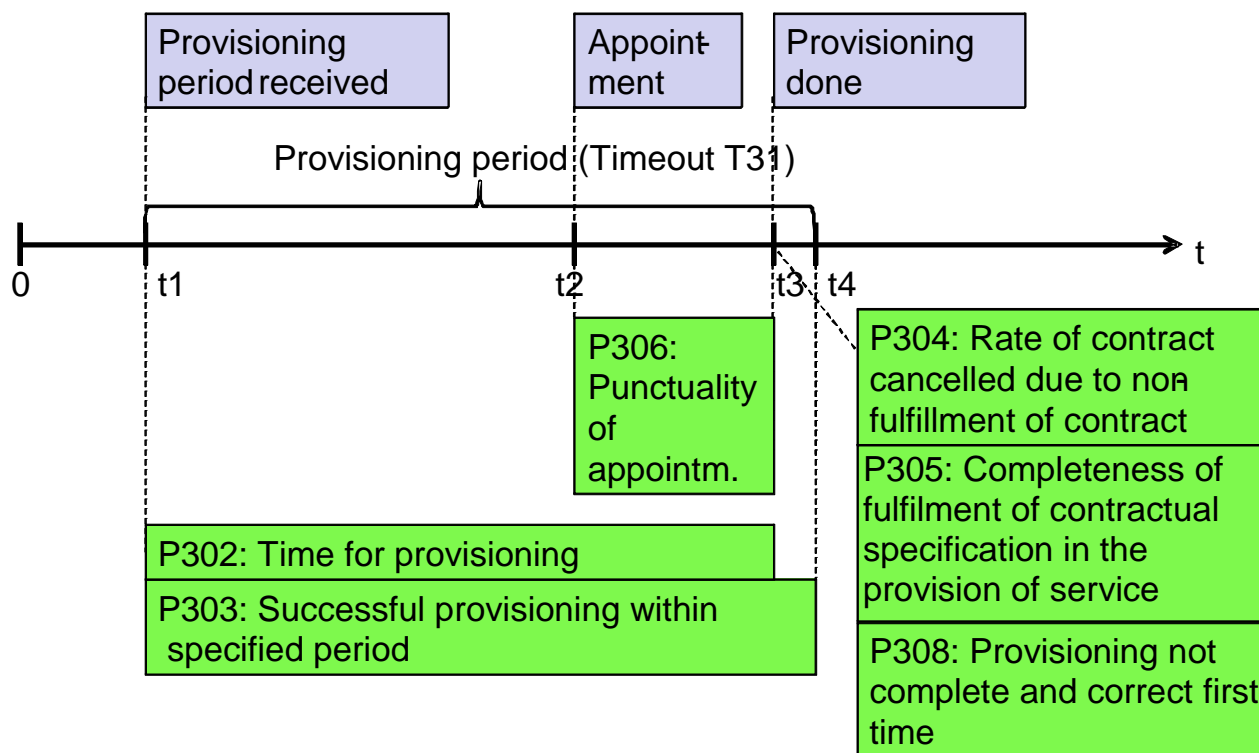 Provisioning
period received
Appoint-
ment
Provisioning
done
Provisioning period (Timeout T31)
t
0
t1
t2
t3
t4
P306:
Punctuality
of
appointm.
P304: Rate of contract
cancelled due to non-
fulfillment of contract
P305: Completeness of
fulfilment of contractual
specification in the
provision of service
P302: Time for provisioning
P303: Successful provisioning within
specified period
P308: Provisioning not
complete and correct first
time